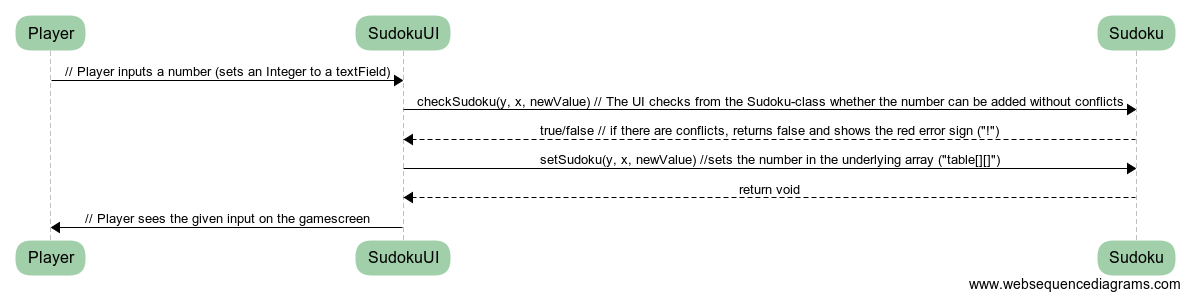 Player SudokuUI Sudoku
// Player inputs a number (sets an Integer to a textField)
checkSudoku(y, x, newValue) // The UI checks from the Sudoku-class whether the number can be added without conflicts
true/false // if there are conflicts, returns false and shows the red error sign ("!")
setSudoku(y, x, newValue) //sets the number in the underlying array ("table[][]")
return void
// Player sees the given input on the gamescreen
Player SudokuUI Sudoku
www.websequencediagrams.com